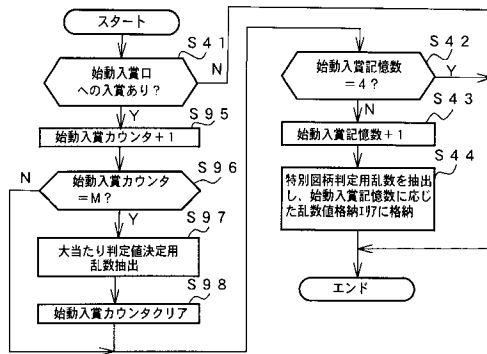 スタート
S41
始動入賞口
への入賞あり?
N
Y
S95
始動入賞カウンタ+1
S96
N
始動入賞カウンタ
=M?
Y
S97
大当たり判定値決定用
乱数抽出
S98
始動入賞カウンタクリア
S42
始動入賞記憶数
=4?
Y
N
S43
始動入賞記憶数+1
S44
特別図柄判定用乱数を抽出
し、始動入賞記憶数に応じ
た乱数値格納エリアに格納
エンド